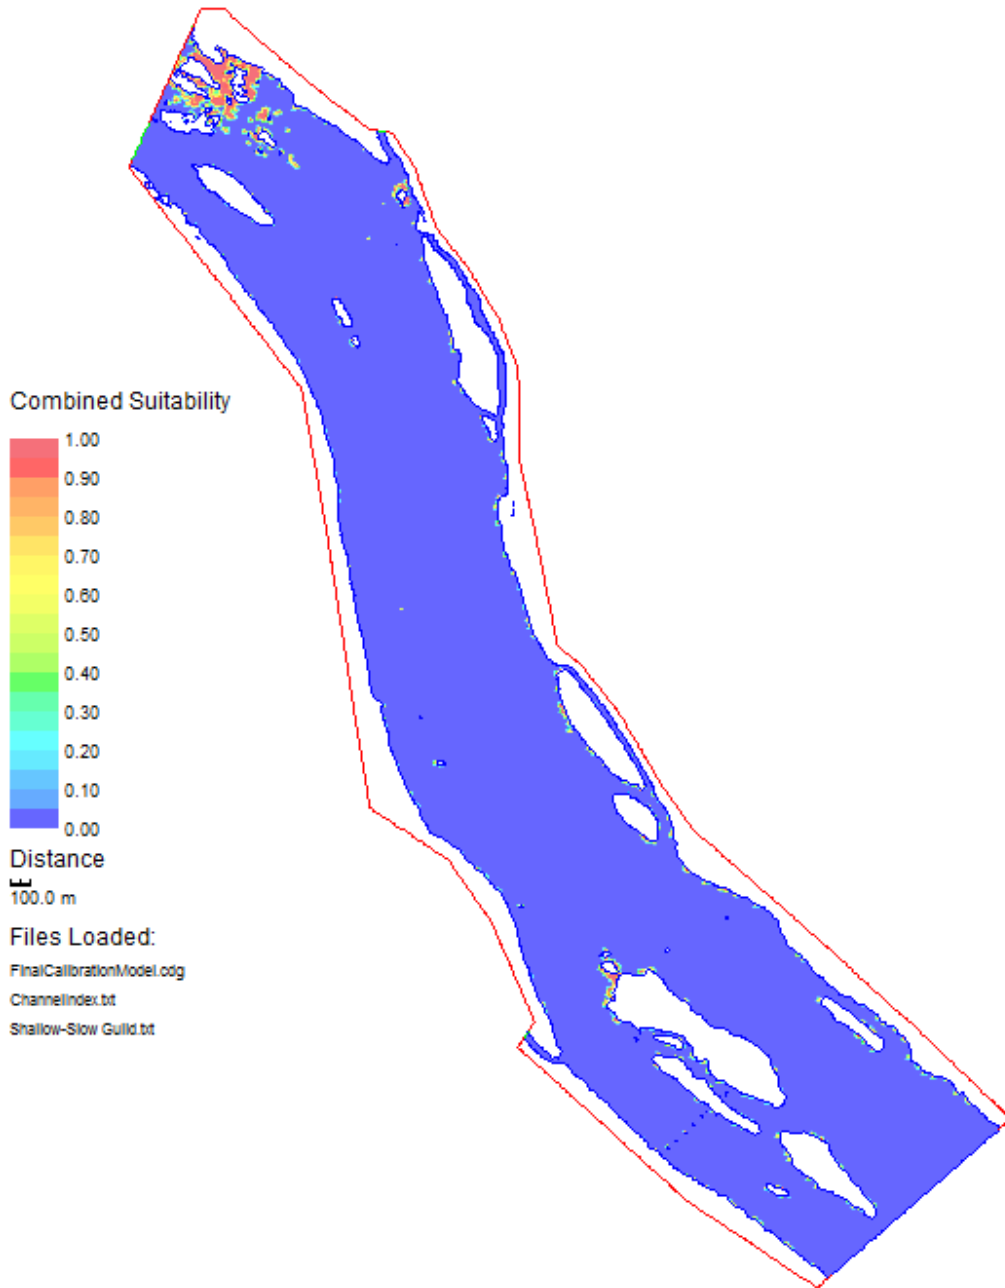 Combined Suitability
1.00
0.90
0.80
0.70
0.60
0.50
0.40
0.30
0.20
0.10
0.00
Distance
100.0 m
Files Loaded:
FinalCalibrationModel.cdg
ChannelIndex.txt
Shallow-Slow Guild.txt